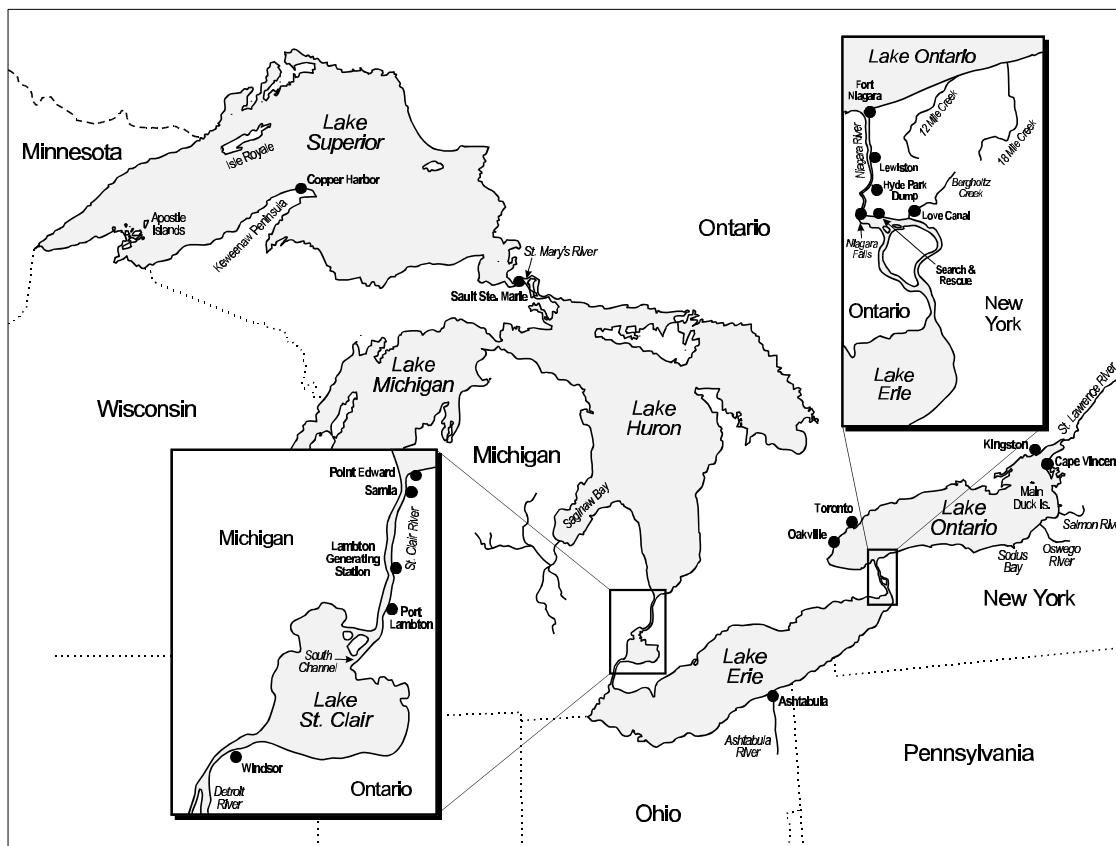 Minnesota
Lake
Superior
Isle Royale
Copper Harbor
Apostle
Islands
Keweenaw Peninsula
Ontario
St. Mary's River
Sault Ste. Marie
Wisconsin
Lake
Michigan
Lake
Huron
Michigan
Saginaw Bay
Toronto
Oakville
Lake
Ontario
Kingston
St. Lawrence River
Cape Vincen
Main
Duck Is.
Salmon Rive
Oswego
River
Sodus
Bay
New York
Lake
Erie
Ashtabula
Ashtabula
River
Pennsylvania
Ohio
Lake Ontario
Fort
Niagara
12 Mile Creek
18 Mile Creek
Niagara River
Lewiston
Hyde Park
Dump
Bergholtz
Creek
Love Canal
Niagara
Falls
Search &
Rescue
Ontario
New
York
Lake
Erie
Point Edward
Sarnia
Michigan
St. Clair River
Lambton
Generating
Station
Port
Lambton
South
Channel
Lake
St. Clair
Windsor
Detroit
River
Ontario